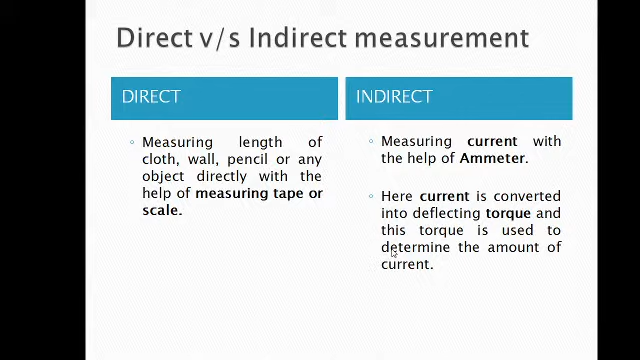 Direct v/s Indirect measurement
DIRECT
Measuring length of
cloth, wall, pencil or any
object directly with the
help of measuring tape or
scale.
INDIRECT
Measuring current with
the help of Ammeter.
Here current is converted
into deflecting torque and
this torque is used to
determine the amount of
current.